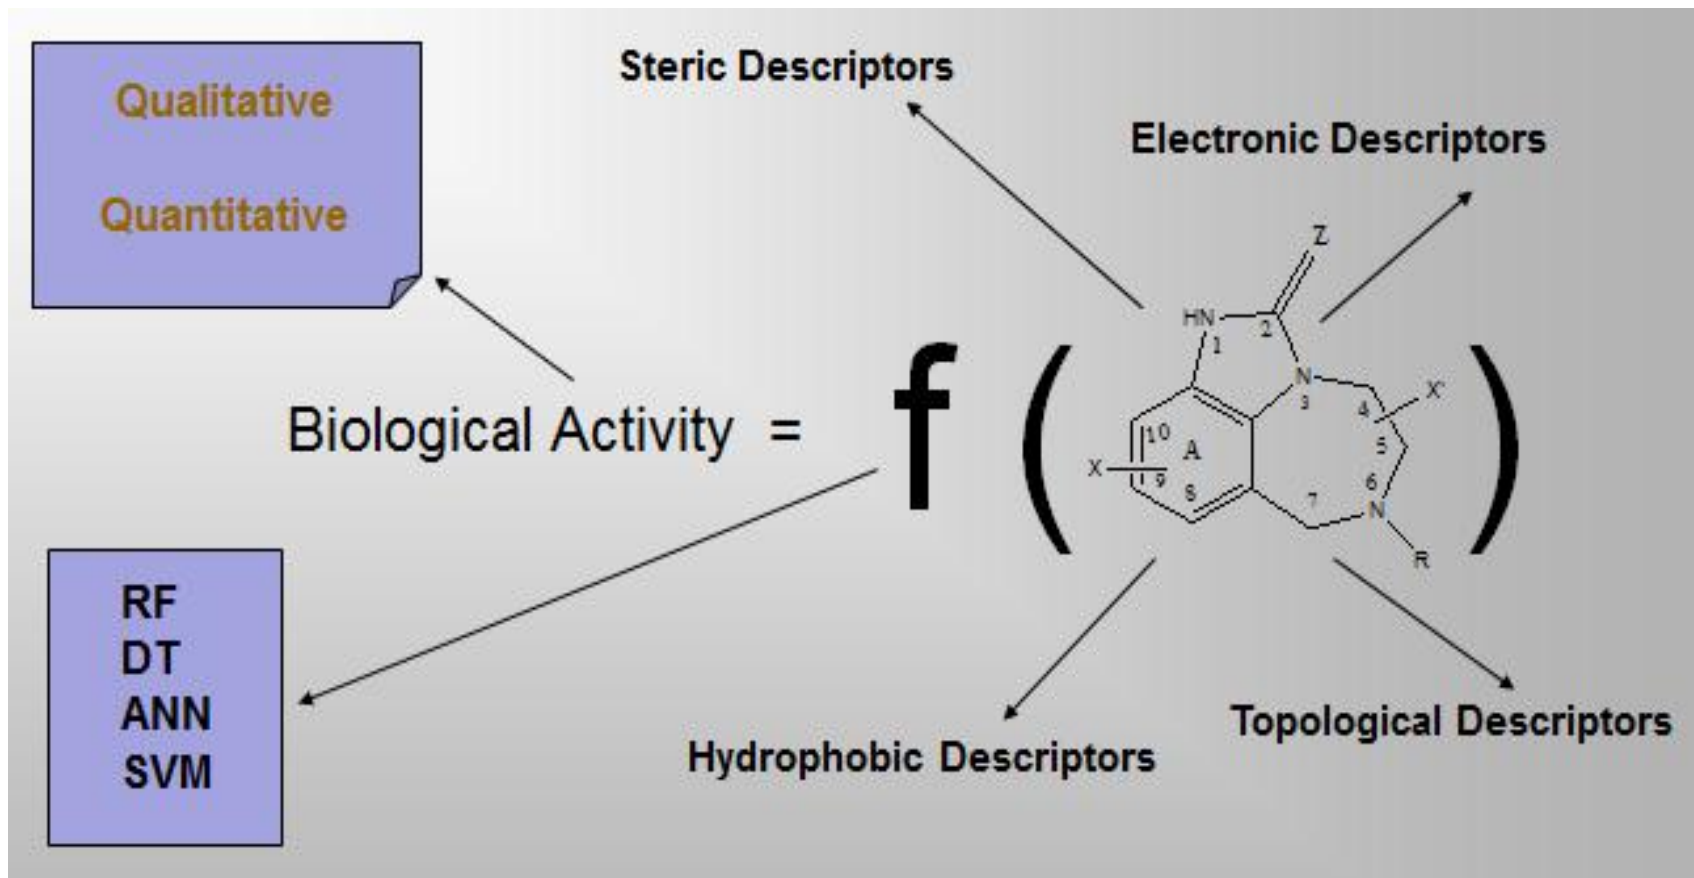 Qualitative
Quantitative
Steric Descriptors
Electronic Descriptors
Biological Activity = f ( )
Z
HN
1
2
N
3
4
X'
5
6
N
R
7
8
9
10
A
X
RF
DT
ANN
SVM
Hydrophobic Descriptors
Topological Descriptors